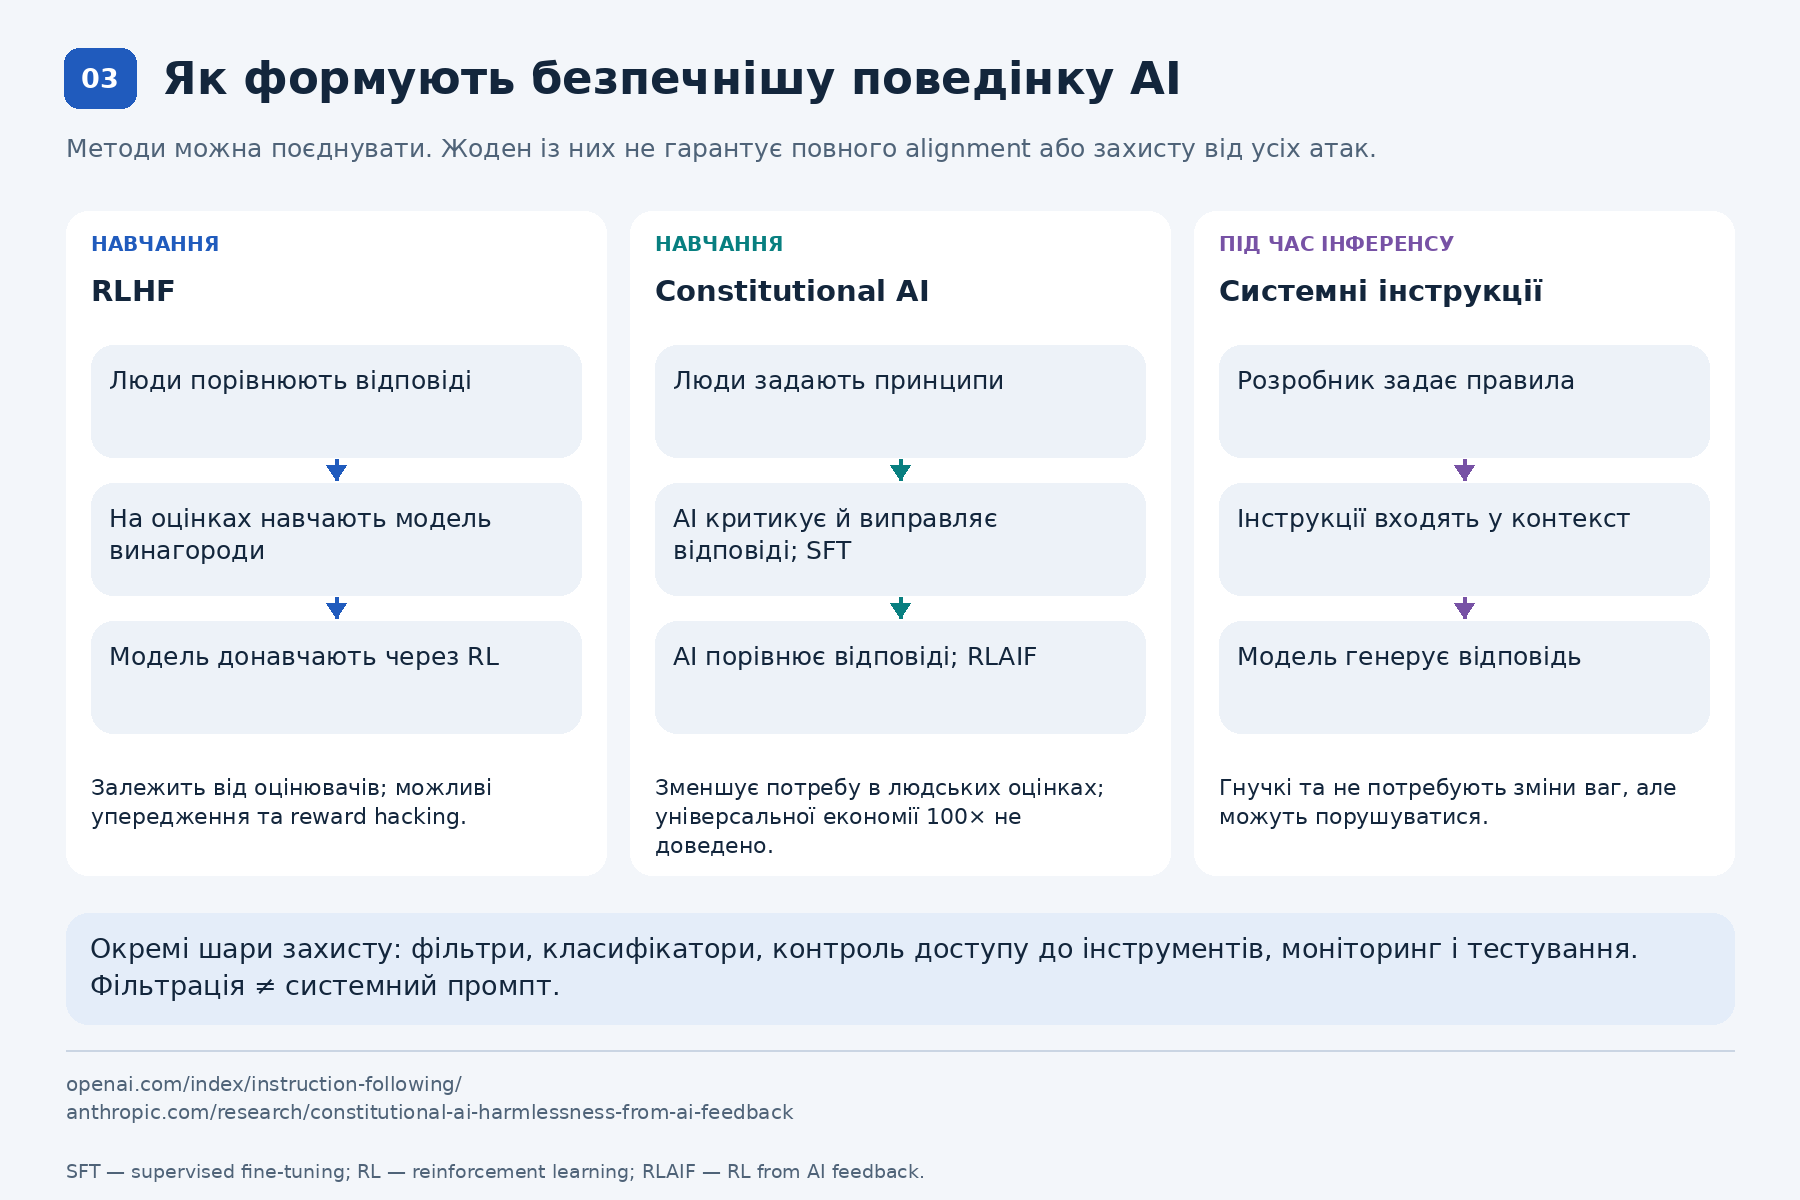 03
Як формують безпечнішу поведінку AI
Методи можна поєднувати. Жоден із них не гарантує повного alignment або захисту від усіх атак.
НАВЧАННЯ
RLHF
Люди порівнюють відповіді
На оцінках навчають модель
винагороди
Модель донавчають через RL
Залежить від оцінювачів; можливі
упередження та reward hacking.
НАВЧАННЯ
Constitutional AI
Люди задають принципи
AI критикує й виправляє
відповіді; SFT
AI порівнює відповіді; RLAIF
Зменшує потребу в людських оцінках;
універсальної економії 100× не
доведено.
ПІД ЧАС ІНФЕРЕНСУ
Системні інструкції
Розробник задає правила
Інструкції входять у контекст
Модель генерує відповідь
Гнучкі та не потребують зміни ваг, але
можуть порушуватися.
Окремі шари захисту: фільтри, класифікатори, контроль доступу до інструментів, моніторинг і тестування.
Фільтрація ≠ системний промпт.
openai.com/index/instruction-following/
anthropic.com/research/constitutional-ai-harmlessness-from-ai-feedback
SFT — supervised fine-tuning; RL — reinforcement learning; RLAIF — RL from AI feedback.